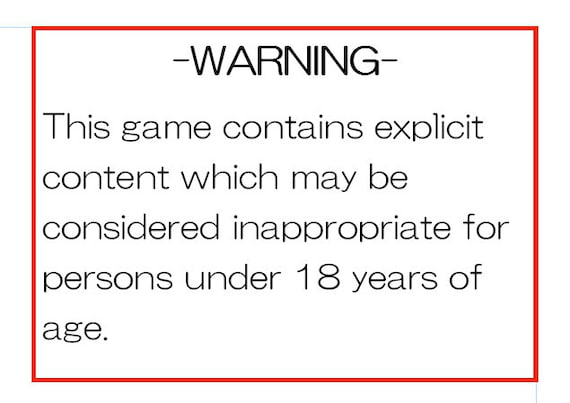 -WARNING-
This game contains explicit
content which may be
considered inappropriate for
persons under 18 years of
age.